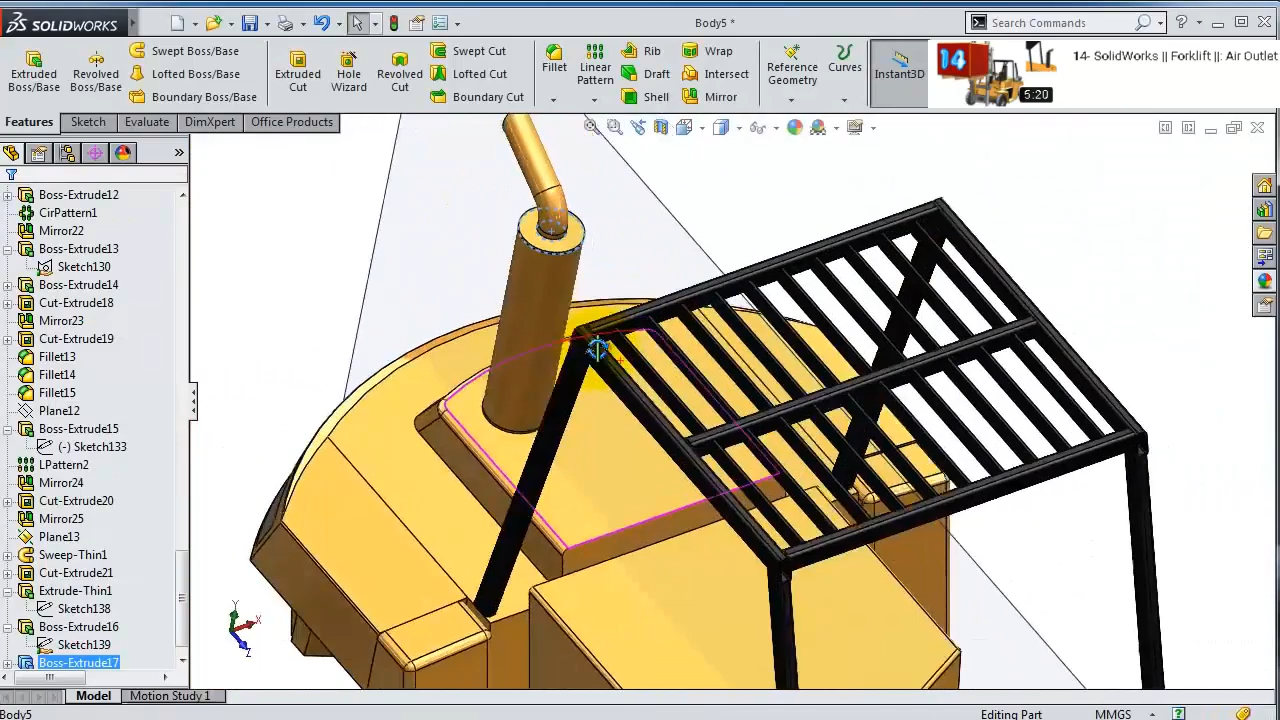 SOLIDWORKS
Body5 *
Search Commands
Extruded Boss/Base
Revolved Boss/Base
Swept Boss/Base
Lofted Boss/Base
Boundary Boss/Base
Extruded Cut
Hole Wizard
Revolved Cut
Swept Cut
Lofted Cut
Boundary Cut
Fillet
Linear Pattern
Rib
Draft
Shell
Wrap
Intersect
Mirror
Reference Geometry
Curves
Instant3D
14
5:20
14- SolidWorks || Forklift ||: Air Outlet
Features
Sketch
Evaluate
DimXpert
Office Products
Boss-Extrude12
CirPattern1
Mirror22
Boss-Extrude13
Sketch130
Boss-Extrude14
Cut-Extrude18
Mirror23
Cut-Extrude19
Fillet13
Fillet14
Fillet15
Plane12
Boss-Extrude15
(-) Sketch133
LPattern2
Mirror24
Cut-Extrude20
Mirror25
Plane13
Sweep-Thin1
Cut-Extrude21
Extrude-Thin1
Sketch138
Boss-Extrude16
Sketch139
Boss-Extrude17
Y
X
Z
Model
Motion Study 1
Body5
Editing Part
MMGS